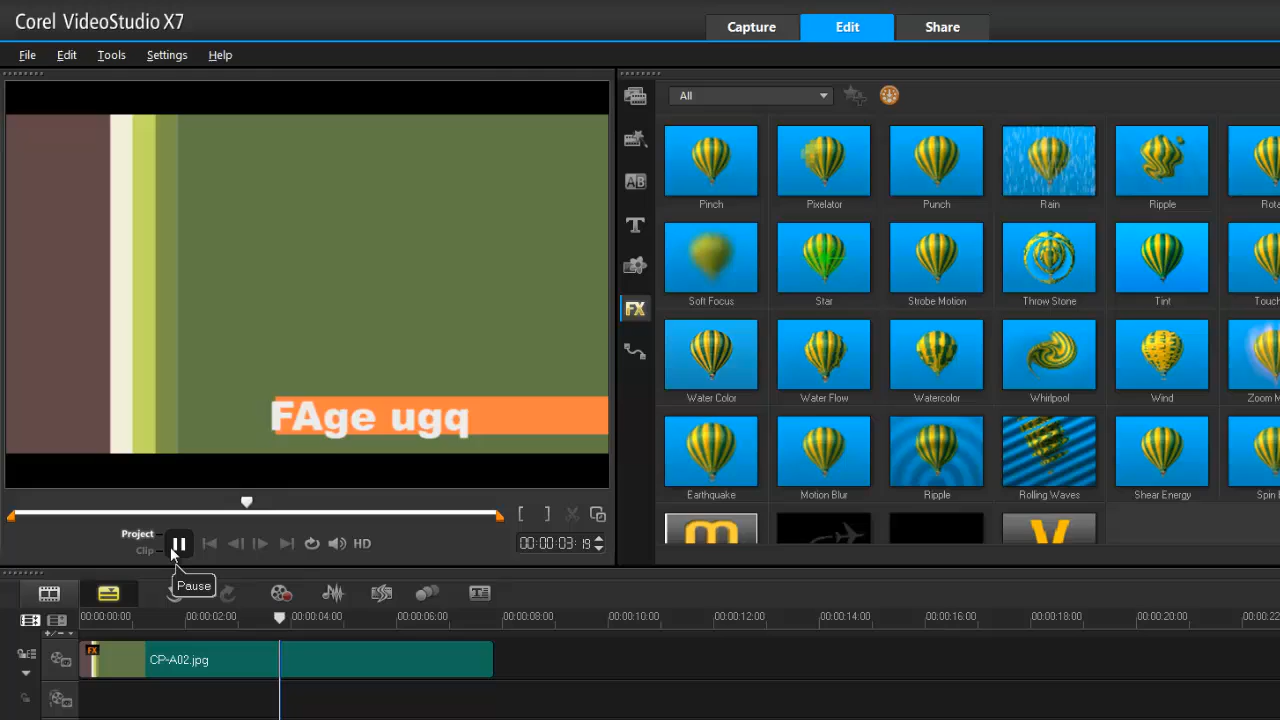 Corel VideoStudio X7
Capture
Edit
Share
File
Edit
Tools
Settings
Help
All
FAge ugq
Pinch
Pixelator
Punch
Rain
Ripple
Rota
Soft Focus
Star
Strobe Motion
Throw Stone
Tint
Touch
Water Color
Water Flow
Watercolor
Whirlpool
Wind
Zoom M
Earthquake
Motion Blur
Ripple
Rolling Waves
Shear Energy
Spin B
AB
T
FX
m
V
Project
Clip
[ ]
HD
00:00:03:19
Pause
00:00:00:00
00:00:02:00
00:00:04:00
00:00:06:00
00:00:08:00
00:00:10:00
00:00:12:00
00:00:14:00
00:00:16:00
00:00:18:00
00:00:20:00
00:00:22
FX
CP-A02.jpg